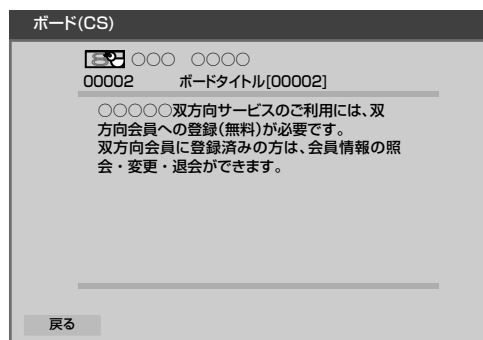 ボード(CS)
○○○ ○○○○
00002 ボードタイトル[00002]
○○○○○双方向サービスのご利用には、双
方向会員への登録(無料)が必要です。
双方向会員に登録済みの方は、会員情報の照
会・変更・退会ができます。
戻る